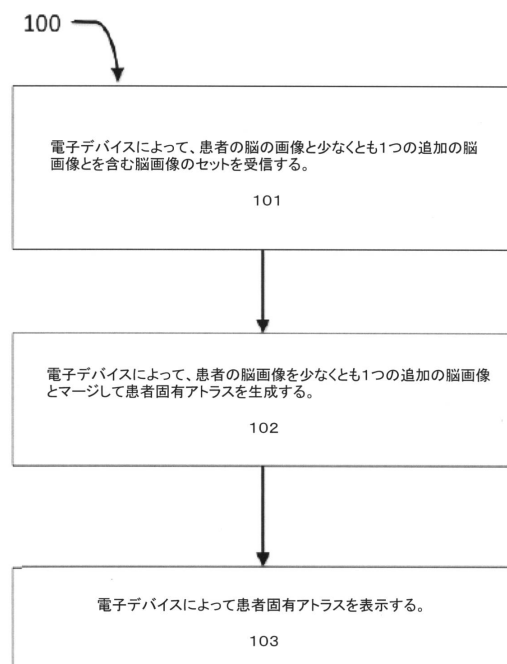 100
電子デバイスによって、患者の脳の画像と少なくとも1つの追加の脳
画像とを含む脳画像のセットを受信する。
101
電子デバイスによって、患者の脳画像を少なくとも1つの追加の脳画像
とマージして患者固有アトラスを生成する。
102
電子デバイスによって患者固有アトラスを表示する。
103